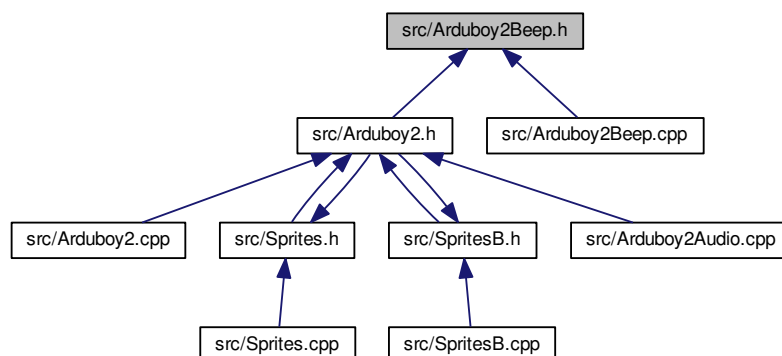 src/Arduboy2Beep.h
src/Arduboy2.h
src/Arduboy2Beep.cpp
src/Arduboy2.cpp
src/Sprites.h
src/SpritesB.h
src/Arduboy2Audio.cpp
src/Sprites.cpp
src/SpritesB.cpp